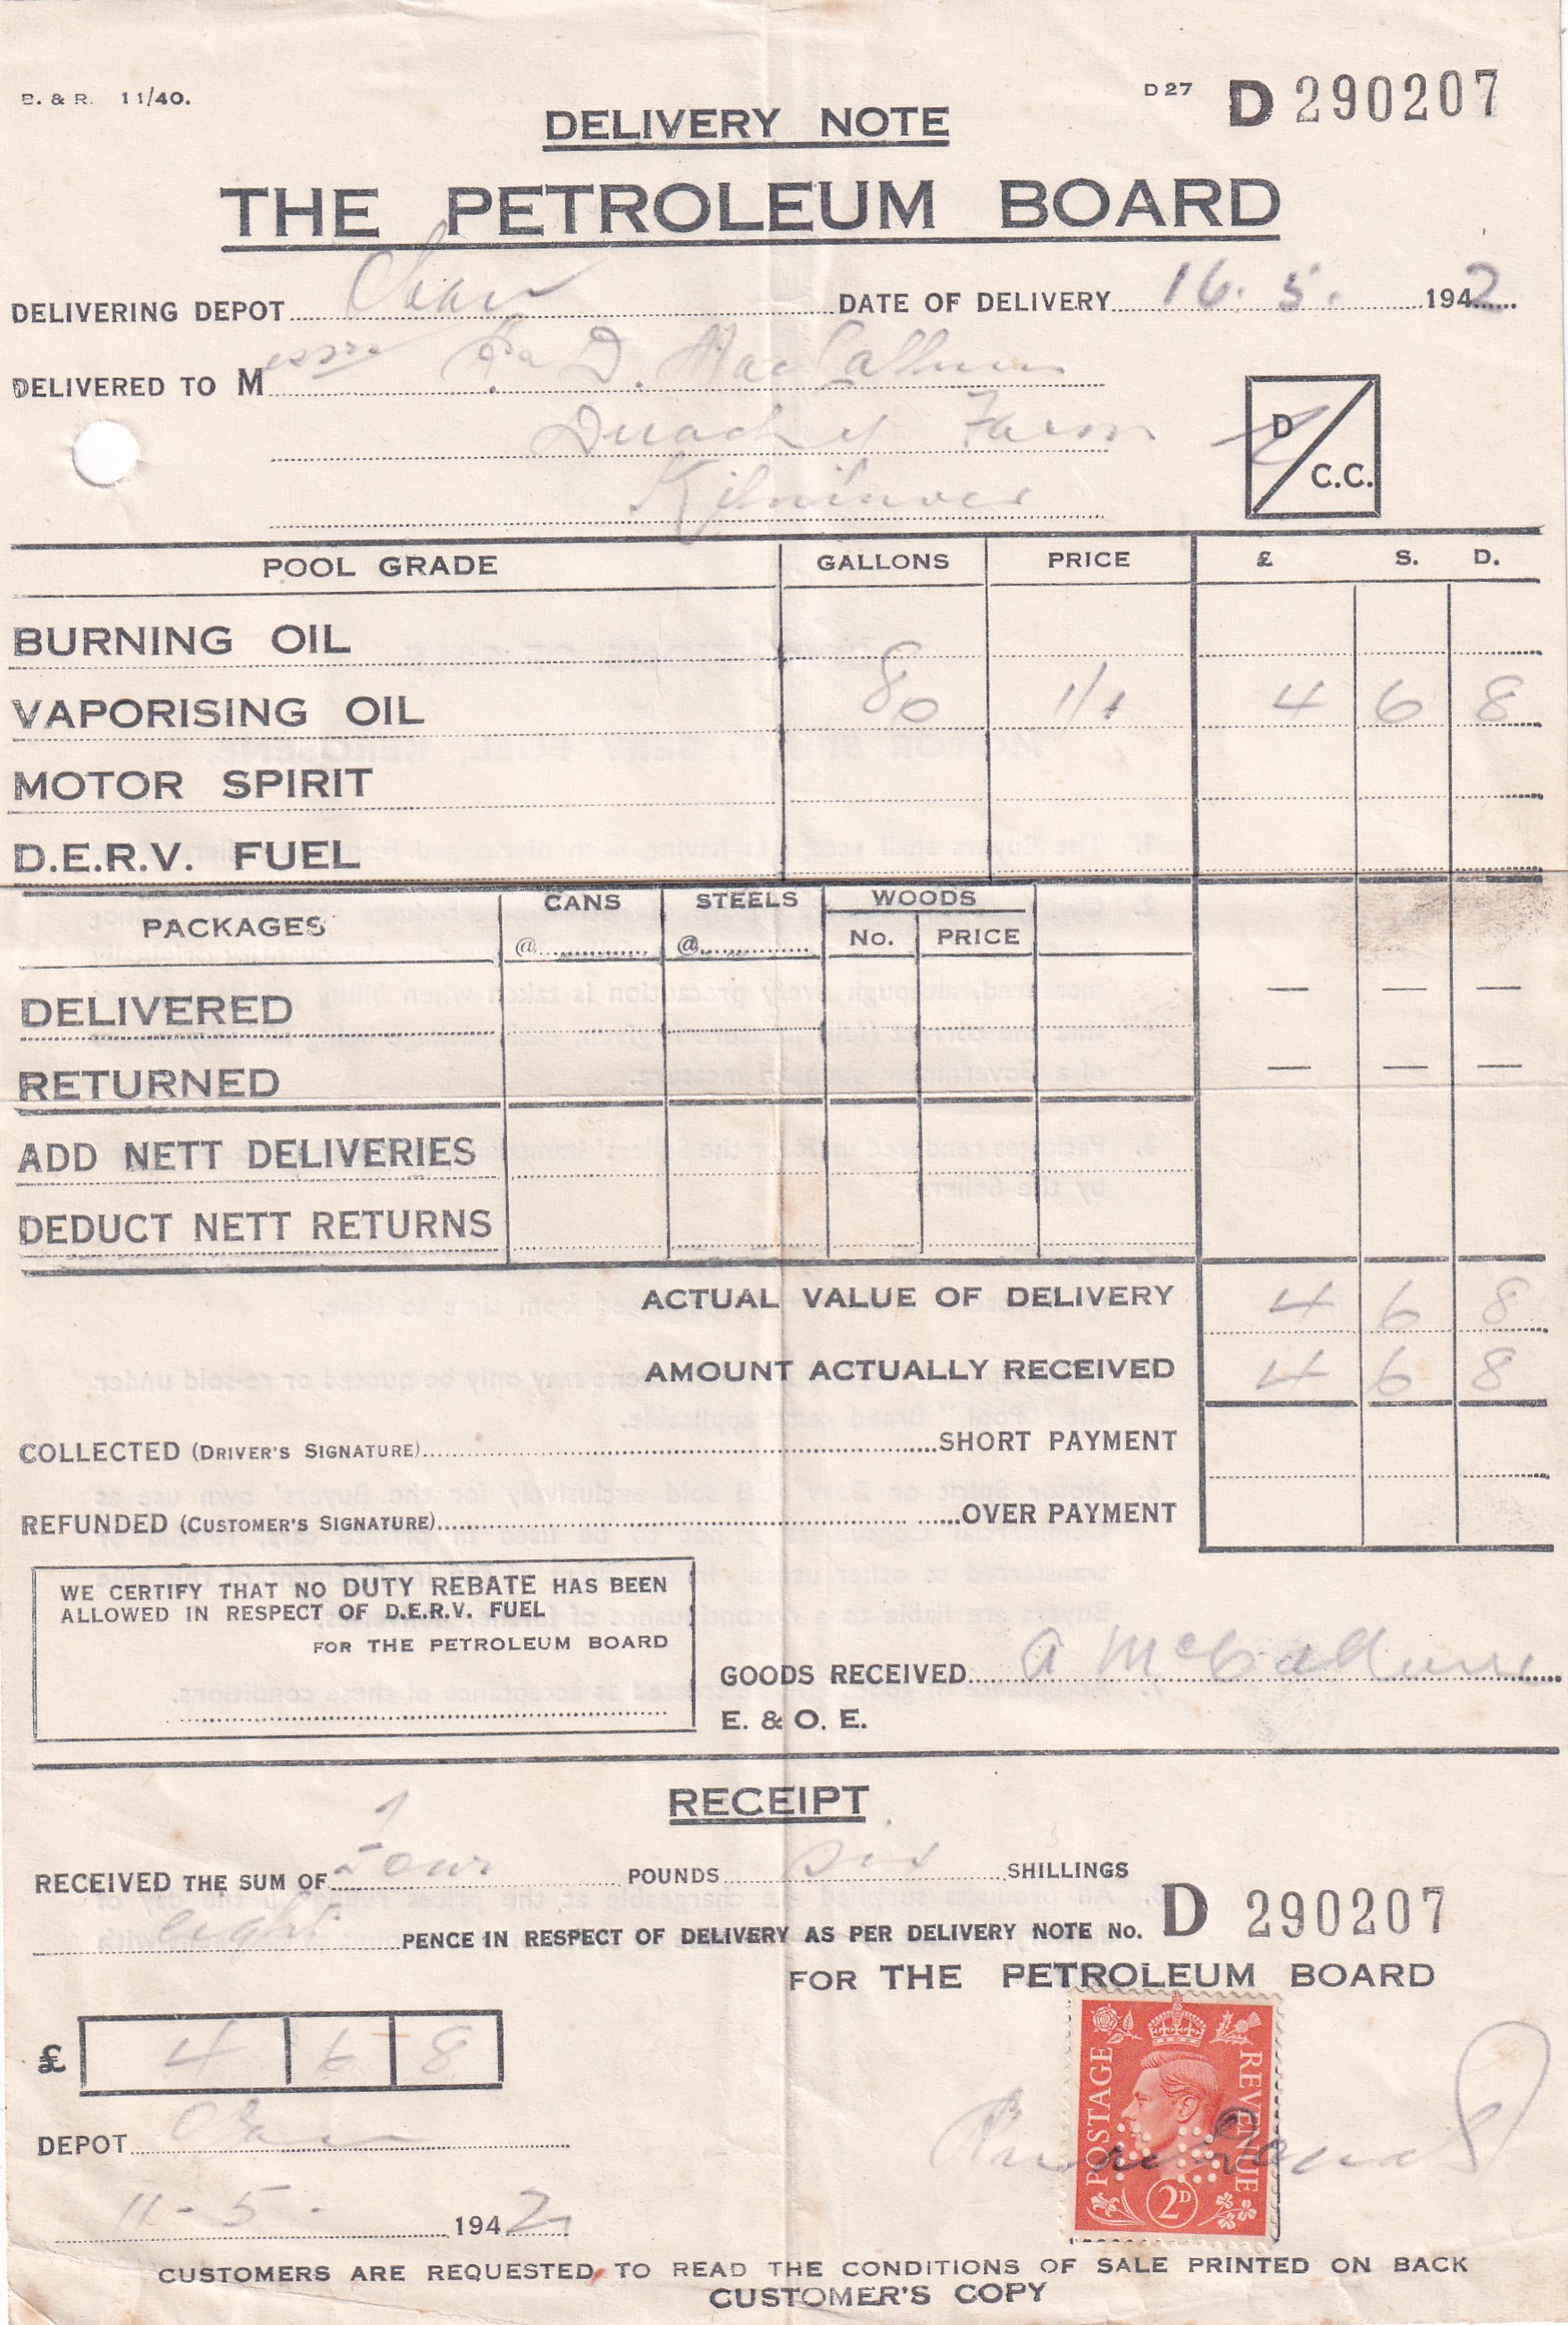 B. & R. 11/40.
D 27 D 290207
DELIVERY NOTE
THE PETROLEUM BOARD
DELIVERING DEPOT DATE OF DELIVERY 16. 5. 1942
DELIVERED TO Messrs D. MacCallum
Farm
Kilninver
D/C.C.
POOL GRADE GALLONS PRICE £ S. D.
BURNING OIL
VAPORISING OIL 80 1/1 4 6 8
MOTOR SPIRIT
D.E.R.V. FUEL
PACKAGES CANS @ STEELS @ WOODS No. PRICE
DELIVERED — — —
RETURNED — — —
ADD NETT DELIVERIES
DEDUCT NETT RETURNS
ACTUAL VALUE OF DELIVERY 4 6 8
AMOUNT ACTUALLY RECEIVED 4 6 8
COLLECTED (DRIVER'S SIGNATURE) SHORT PAYMENT
REFUNDED (CUSTOMER'S SIGNATURE) OVER PAYMENT
WE CERTIFY THAT NO DUTY REBATE HAS BEEN
ALLOWED IN RESPECT OF D.E.R.V. FUEL
FOR THE PETROLEUM BOARD
GOODS RECEIVED A McCallum
E. & O. E.
RECEIPT
RECEIVED THE SUM OF Four POUNDS six SHILLINGS
eight PENCE IN RESPECT OF DELIVERY AS PER DELIVERY NOTE No. D 290207
FOR THE PETROLEUM BOARD
£ 4 6 8
POSTAGE REVENUE
2D
DEPOT Oban
11-5- 1942
CUSTOMERS ARE REQUESTED TO READ THE CONDITIONS OF SALE PRINTED ON BACK
CUSTOMER'S COPY